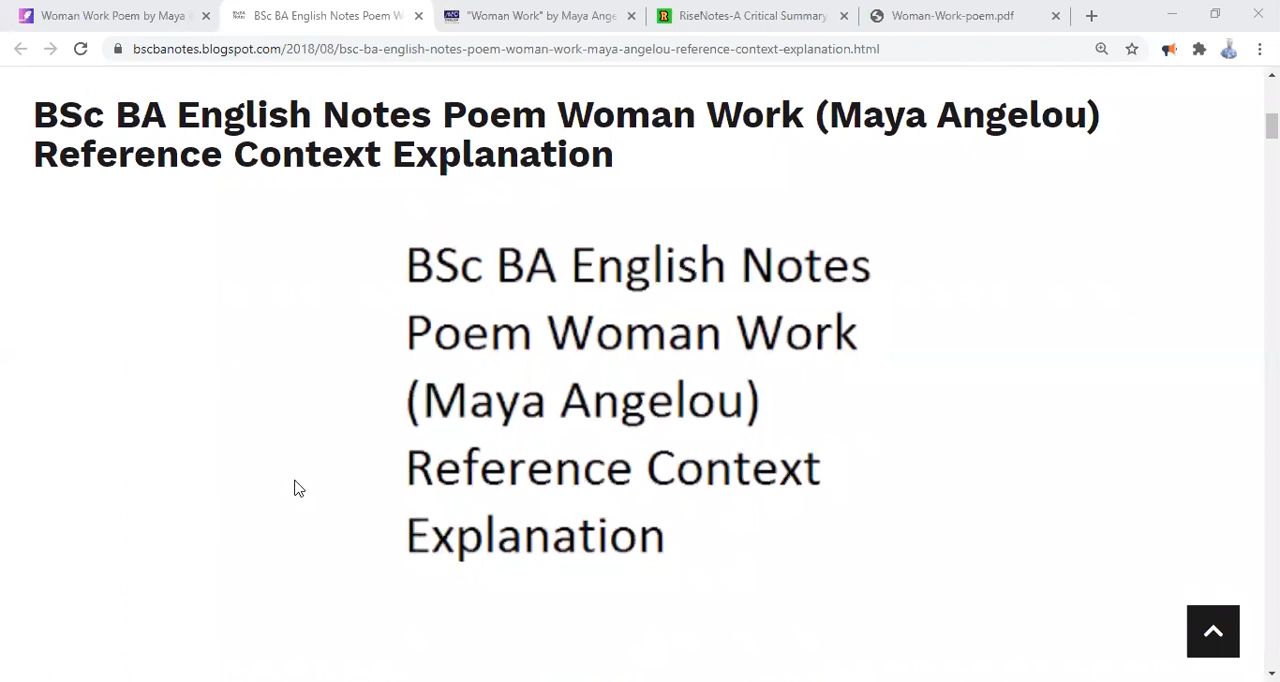 Woman Work Poem by Maya
BSc BA English Notes Poem W
"Woman Work" by Maya Ange
RiseNotes-A Critical Summary
Woman-Work-poem.pdf
bscbanotes.blogspot.com/2018/08/bsc-ba-english-notes-poem-woman-work-maya-angelou-reference-context-explanation.html
BSc BA English Notes Poem Woman Work (Maya Angelou)
Reference Context Explanation
BSc BA English Notes
Poem Woman Work
(Maya Angelou)
Reference Context
Explanation